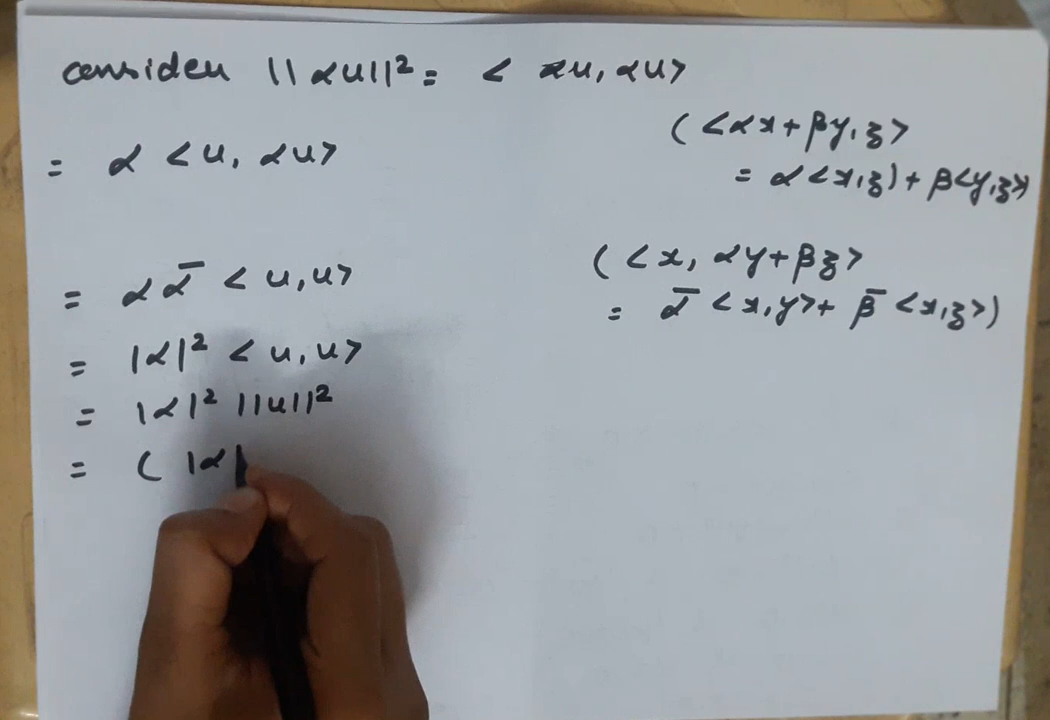 consider ||αu||² = < αu, αu>
(<αx + βy, z>
= α <u, αu>
= α<x,z) + β<y,z>
= αᾱ <u,u>
(<x, αy + βz>
= ᾱ <x,y> + β̄ <x,z>)
= |α|² <u,u>
= |α|² ||u||²
= ( |α|